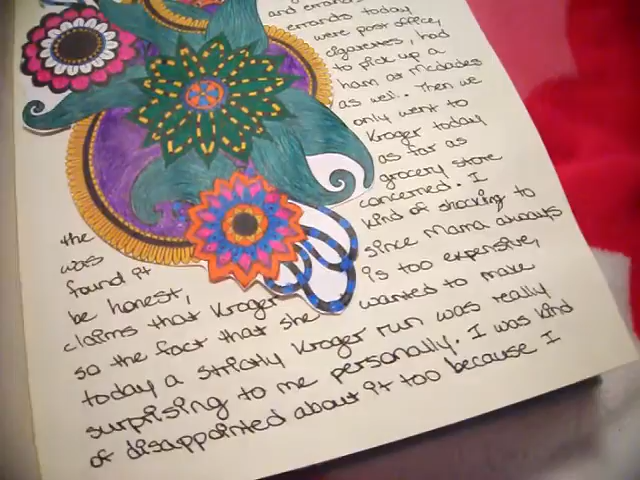 and errands
errands today
were post office,
cigarettes, had
to pick up a
ham at McDades
as well. Then we
only went to
Kroger today
as far as
the grocery store
was concerned. I
found it kind of shocking to
be honest, since Mama always
claims that Kroger is too expensive,
so the fact that she wanted to make
today a strictly Kroger run was really
surprising to me personally. I was kind
of disappointed about it too because I